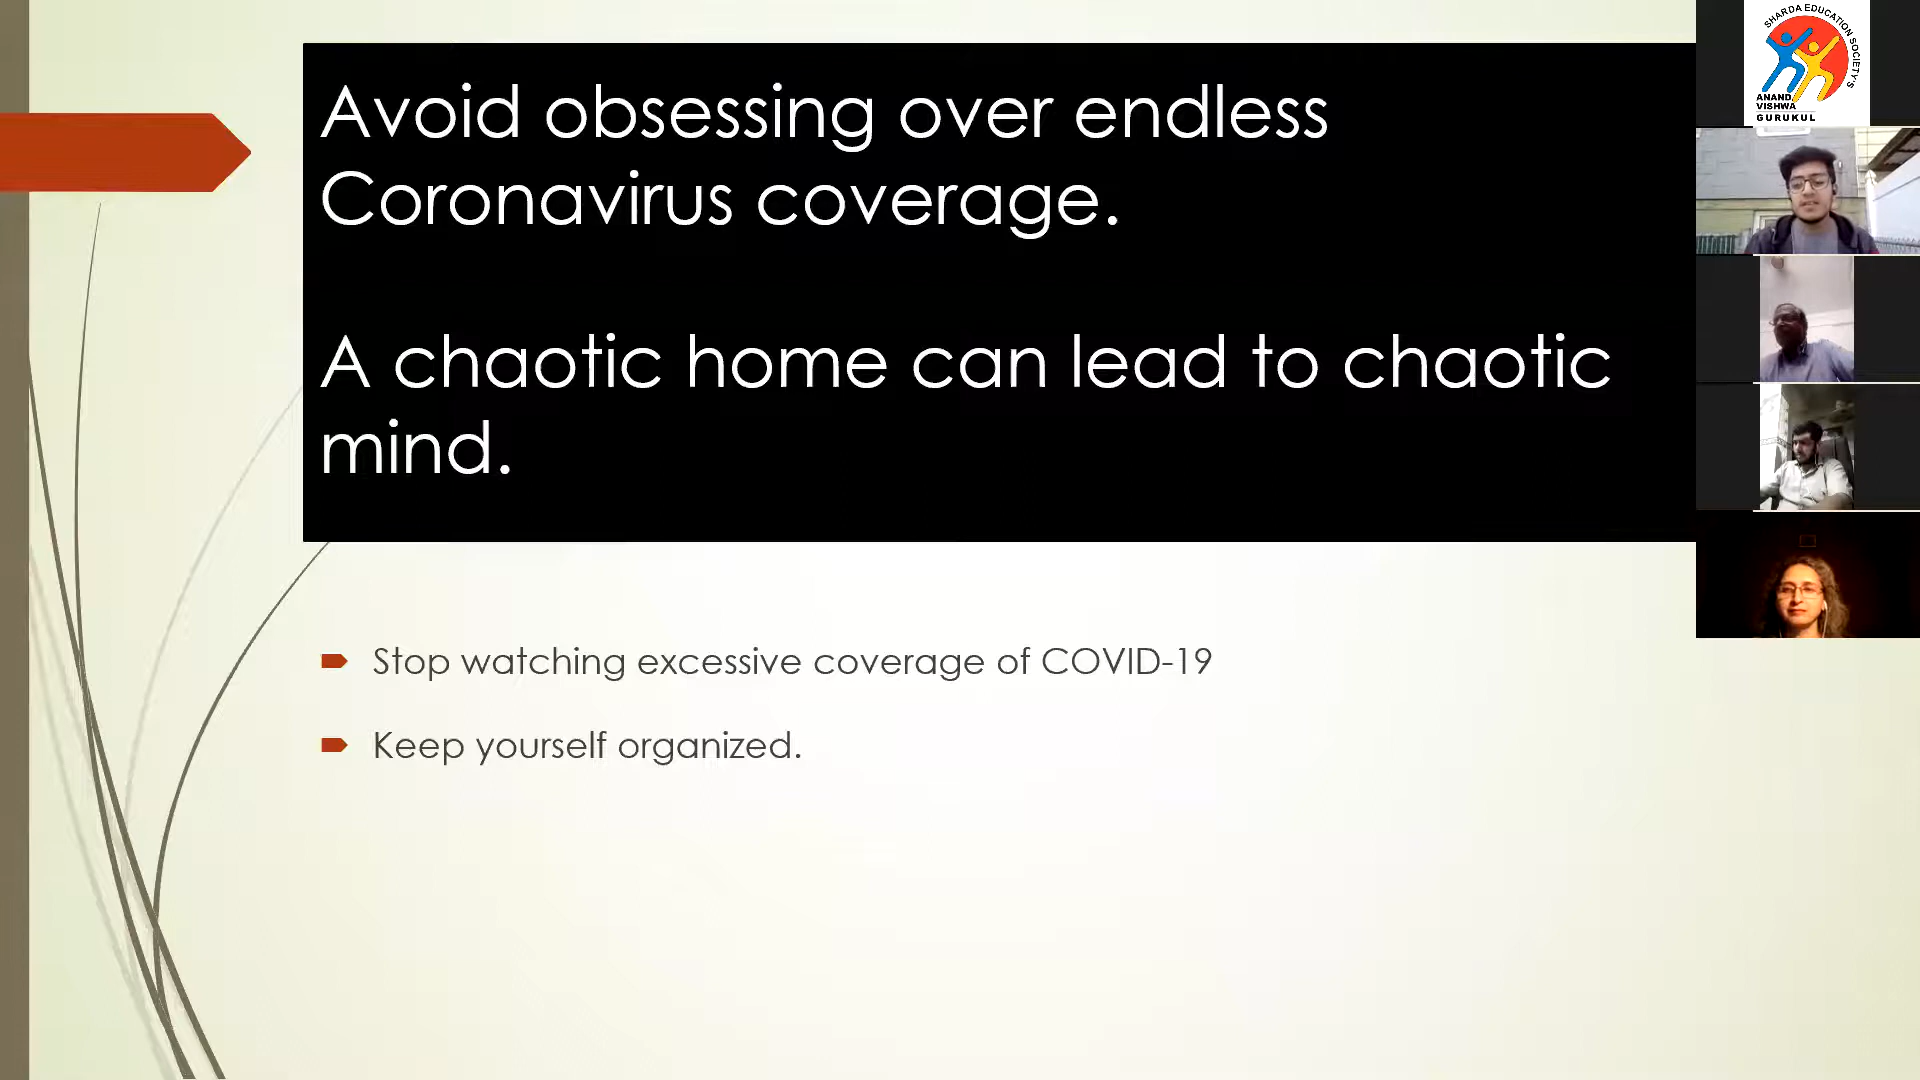 Avoid obsessing over endless
Coronavirus coverage.
A chaotic home can lead to chaotic
mind.
Stop watching excessive coverage of COVID-19
Keep yourself organized.
SHARDA EDUCATION SOCIETY'S
ANAND
VISHWA
GURUKUL